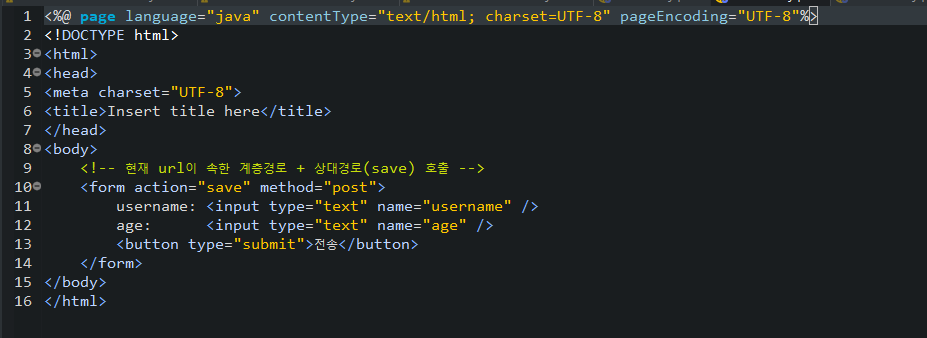 1 <%@ page language="java" contentType="text/html; charset=UTF-8" pageEncoding="UTF-8"%>
2 <!DOCTYPE html>
3 <html>
4 <head>
5 <meta charset="UTF-8">
6 <title>Insert title here</title>
7 </head>
8 <body>
9     <!-- 현재 url이 속한 계층경로 + 상대경로(save) 호출 -->
10     <form action="save" method="post">
11         username: <input type="text" name="username" />
12         age:      <input type="text" name="age" />
13         <button type="submit">전송</button>
14     </form>
15 </body>
16 </html>